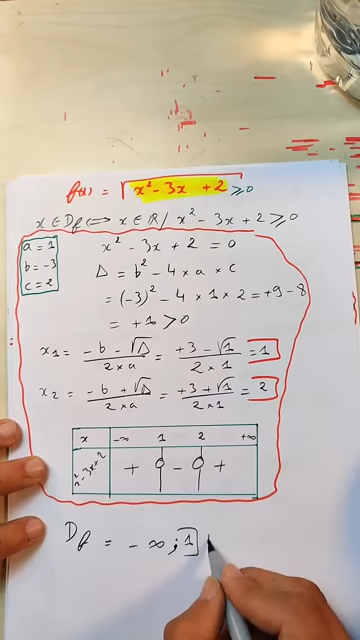 f(x) = √x² - 3x + 2 ≥ 0
x ∈ Df ⟺ x ∈ ℝ / x² - 3x + 2 ≥ 0
a = 1
b = -3
c = 2
x² - 3x + 2 = 0
Δ = b² - 4 × a × c
= (-3)² - 4 × 1 × 2 = +9 - 8
= +1 > 0
x₁ = (-b - √Δ)/(2 × a) = (+3 - √1)/(2 × 1) = 1
x₂ = (-b + √Δ)/(2 × a) = (+3 + √1)/(2 × 1) = 2
x -∞ 1 2 +∞
x² - 3x + 2 + 0 - 0 +
Df = -∞ ; 1]